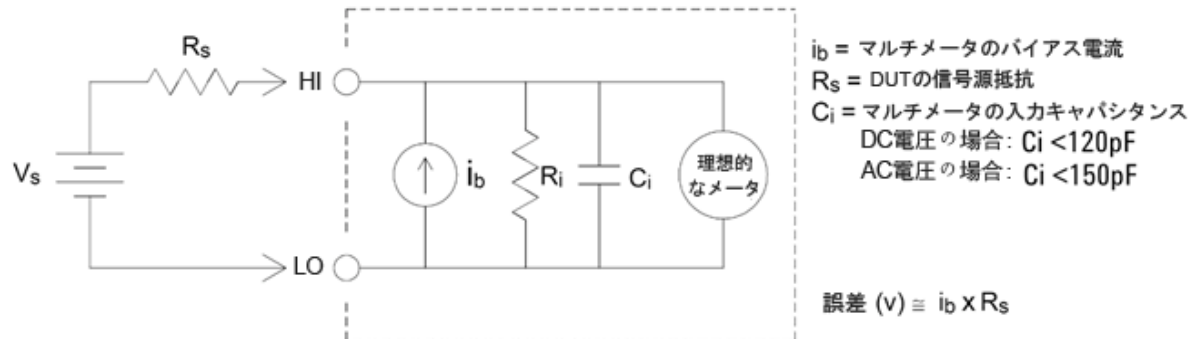 Rs
HI
Vs
ib
Ri
Ci
理想的
なメータ
LO
ib = マルチメータのバイアス電流
Rs = DUTの信号源抵抗
Ci = マルチメータの入力キャパシタンス
DC電圧の場合: Ci <120pF
AC電圧の場合: Ci <150pF
誤差 (v) ≅ ib x Rs